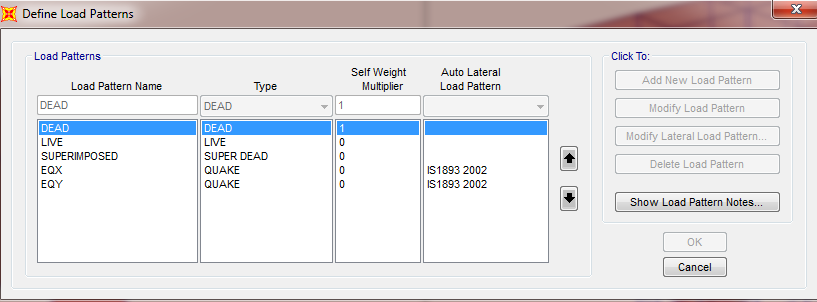 Define Load Patterns
X
Load Patterns
Click To:
Load Pattern Name Type Self Weight Multiplier Auto Lateral Load Pattern
DEAD DEAD 1
DEAD DEAD 1
LIVE LIVE 0
SUPERIMPOSED SUPER DEAD 0
EQX QUAKE 0 IS1893 2002
EQY QUAKE 0 IS1893 2002
Add New Load Pattern
Modify Load Pattern
Modify Lateral Load Pattern...
Delete Load Pattern
Show Load Pattern Notes...
OK
Cancel